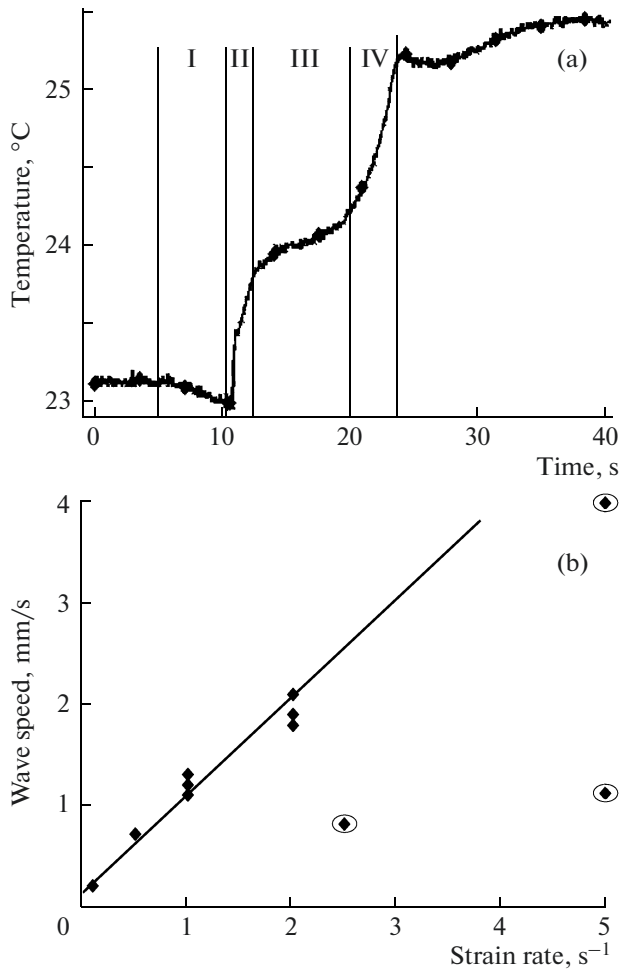 I II III IV (a)
25
24
23
Temperature, °C
0 10 20 30 40
Time, s
4
(b)
3
2
1
Wave speed, mm/s
0 1 2 3 4 5
Strain rate, s⁻¹